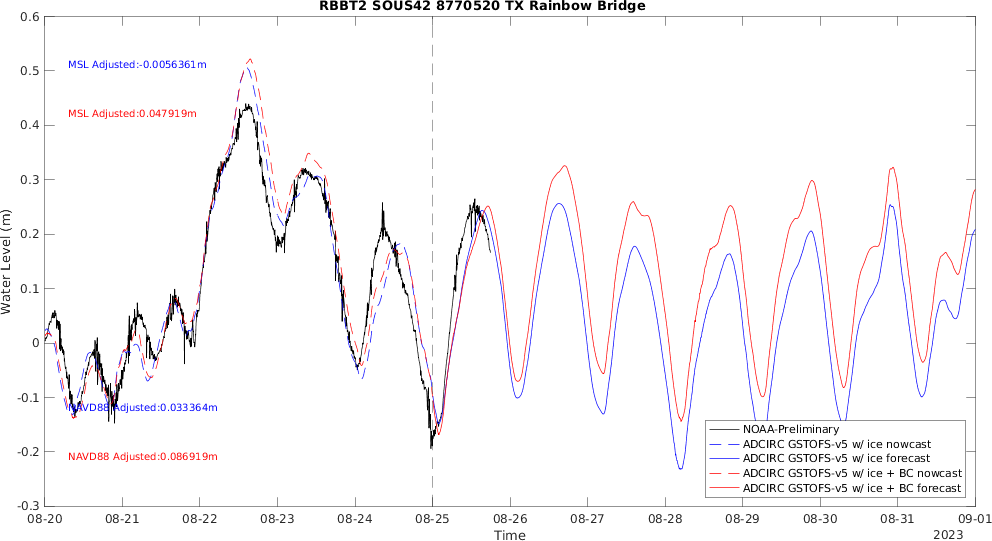 RBBT2 SOUS42 8770520 TX Rainbow Bridge
0.6
0.5
0.4
0.3
0.2
0.1
0
-0.1
-0.2
-0.3
Water Level (m)
MSL Adjusted:-0.0056361m
MSL Adjusted:0.047919m
NAVD88 Adjusted:0.033364m
NAVD88 Adjusted:0.086919m
NOAA-Preliminary
ADCIRC GSTOFS-v5 w/ ice nowcast
ADCIRC GSTOFS-v5 w/ ice forecast
ADCIRC GSTOFS-v5 w/ ice + BC nowcast
ADCIRC GSTOFS-v5 w/ ice + BC forecast
08-20 08-21 08-22 08-23 08-24 08-25 08-26 08-27 08-28 08-29 08-30 08-31 09-01
Time
2023